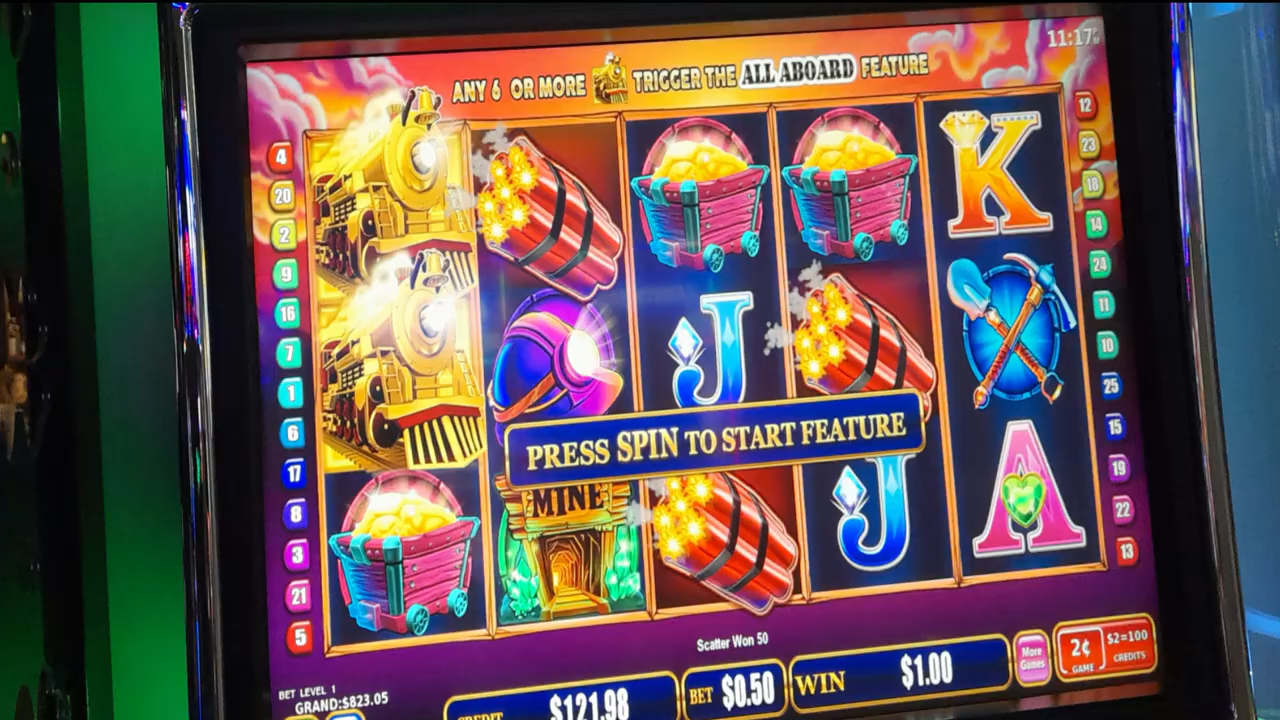 11:17
ANY 6 OR MORE TRIGGER THE ALL ABOARD FEATURE
4
20
2
9
16
7
1
6
17
8
3
21
5
12
23
18
14
24
11
10
25
15
19
22
13
K
J
PRESS SPIN TO START FEATURE
MINE
J
A
Scatter Won 50
BET LEVEL 1
GRAND:$823.05
CREDIT $121.98
BET $0.50
WIN $1.00
More
Games
2¢
GAME
$2=100
CREDITS